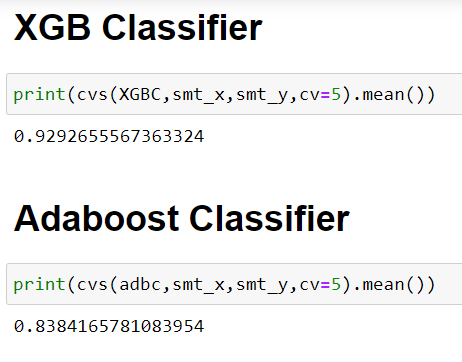 XGB Classifier
print(cvs(XGBC,smt_x,smt_y,cv=5).mean())
0.9292655567363324
Adaboost Classifier
print(cvs(adbc,smt_x,smt_y,cv=5).mean())
0.8384165781083954